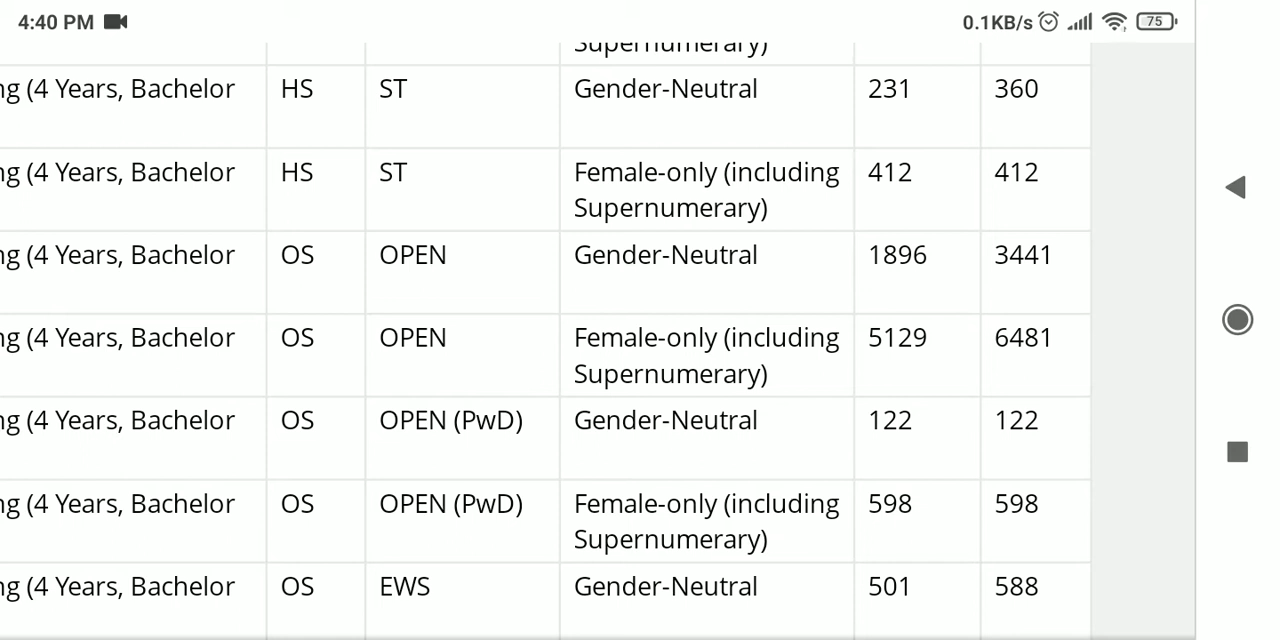 4:40 PM 0.1KB/s 75
Supernumerary)
ng (4 Years, Bachelor HS ST Gender-Neutral 231 360
ng (4 Years, Bachelor HS ST Female-only (including 412 412
Supernumerary)
ng (4 Years, Bachelor OS OPEN Gender-Neutral 1896 3441
ng (4 Years, Bachelor OS OPEN Female-only (including 5129 6481
Supernumerary)
ng (4 Years, Bachelor OS OPEN (PwD) Gender-Neutral 122 122
ng (4 Years, Bachelor OS OPEN (PwD) Female-only (including 598 598
Supernumerary)
ng (4 Years, Bachelor OS EWS Gender-Neutral 501 588